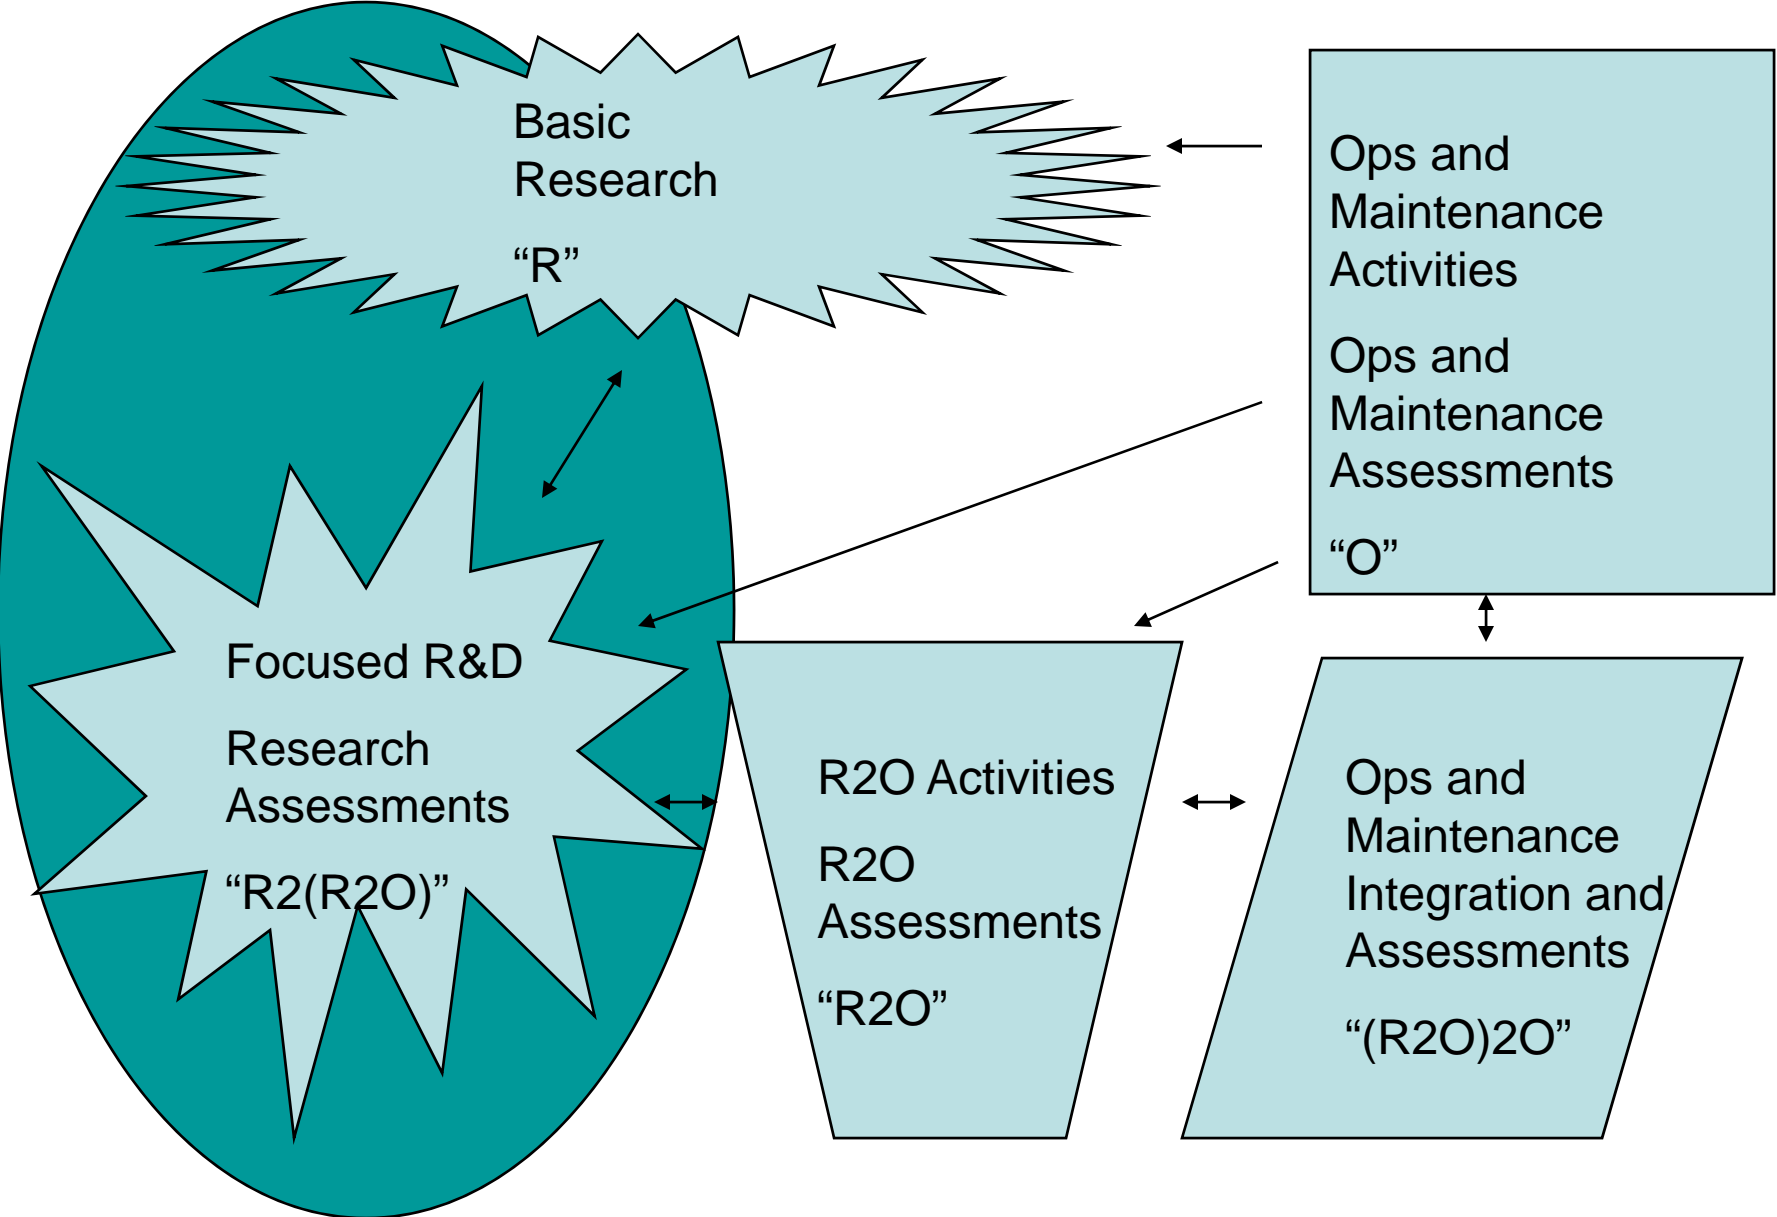 Basic
Research
“R”
Ops and
Maintenance
Activities
Ops and
Maintenance
Assessments
“O”
Focused R&D
Research
Assessments
“R2(R2O)”
R2O Activities
R2O
Assessments
“R2O”
Ops and
Maintenance
Integration and
Assessments
“(R2O)2O”